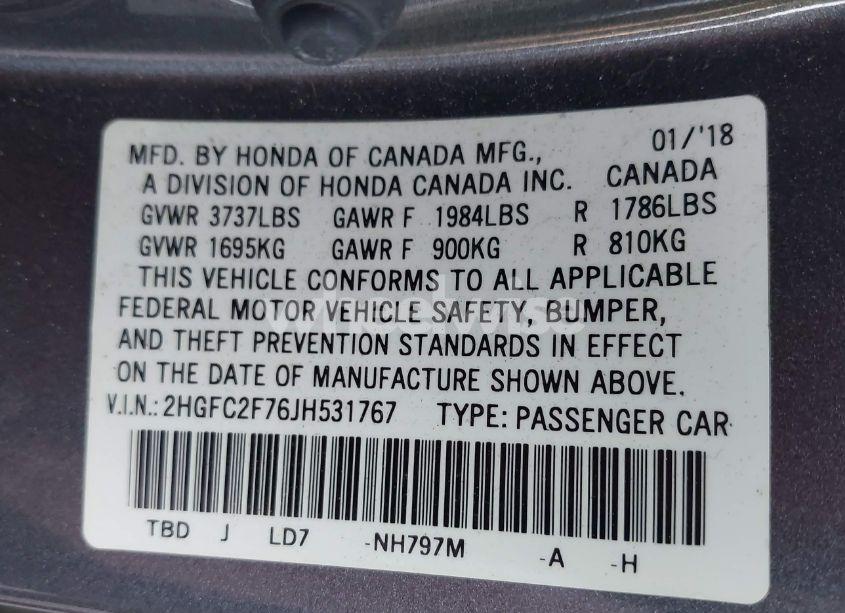 MFD. BY HONDA OF CANADA MFG., 01/'18
A DIVISION OF HONDA CANADA INC. CANADA
GVWR 3737LBS GAWR F 1984LBS R 1786LBS
GVWR 1695KG GAWR F 900KG R 810KG
THIS VEHICLE CONFORMS TO ALL APPLICABLE
FEDERAL MOTOR VEHICLE SAFETY, BUMPER,
AND THEFT PREVENTION STANDARDS IN EFFECT
ON THE DATE OF MANUFACTURE SHOWN ABOVE.
V.I.N.: 2HGFC2F76JH531767 TYPE: PASSENGER CAR
TBD J LD7 -NH797M -A -H